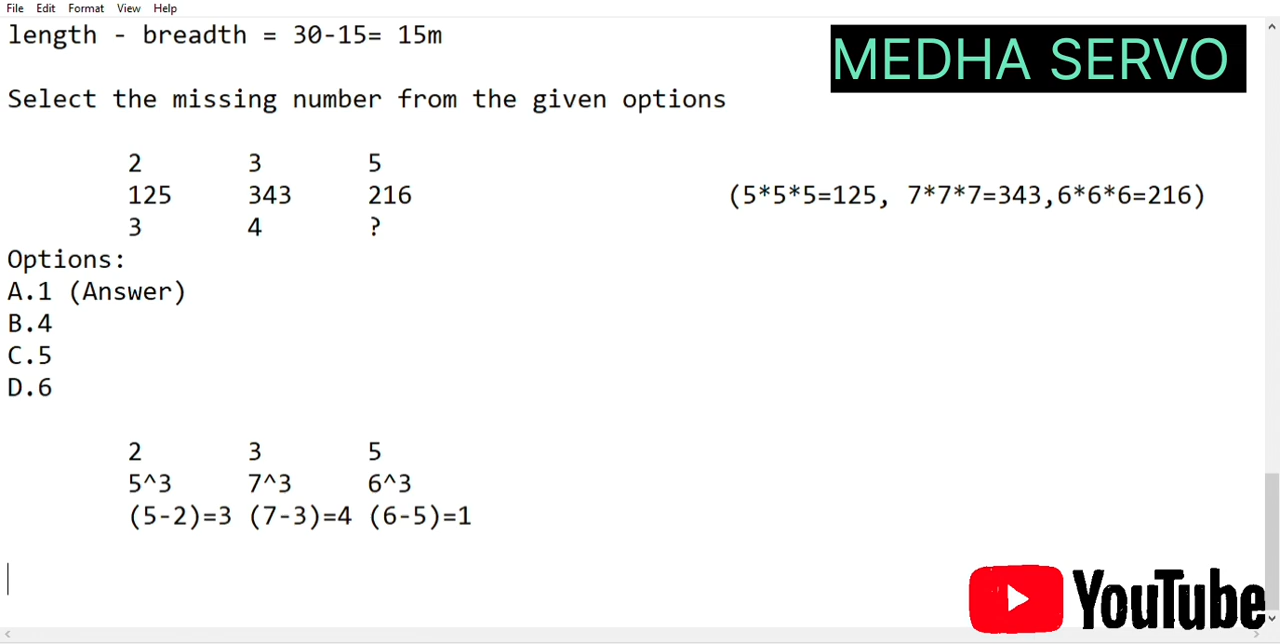 File Edit Format View Help
length - breadth = 30-15= 15m
MEDHA SERVO
Select the missing number from the given options
2 3 5
125 343 216 (5*5*5=125, 7*7*7=343,6*6*6=216)
3 4 ?
Options:
A.1 (Answer)
B.4
C.5
D.6
2 3 5
5^3 7^3 6^3
(5-2)=3 (7-3)=4 (6-5)=1
YouTube